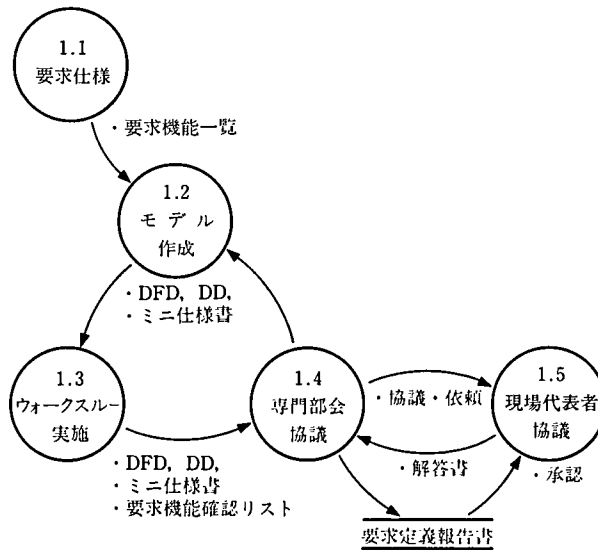 1.1
要求仕様
・要求機能一覧
1.2
モデル
作成
・DFD, DD,
・ミニ仕様書
1.3
ウォークスルー
実施
・DFD, DD,
・ミニ仕様書
・要求機能確認リスト
1.4
専門部会
協議
・協議・依頼
・解答書
1.5
現場代表者
協議
・承認
要求定義報告書